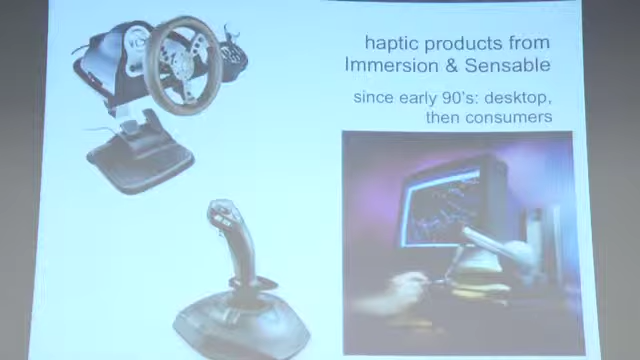 haptic products from
Immersion & Sensable
since early 90's: desktop,
then consumers